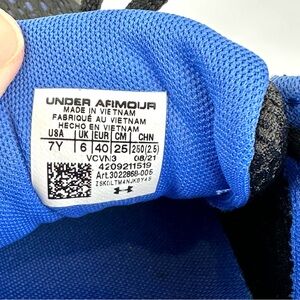 UNDER ARMOUR
MADE IN VIETNAM
FABRIQUÉ AU VIETNAM
HECHO EN VIETNAM
USA UK EUR CM CHN
7Y 6 40 25 250(2.5)
VCVN3 08/21
4209211519
Art.3022868-005